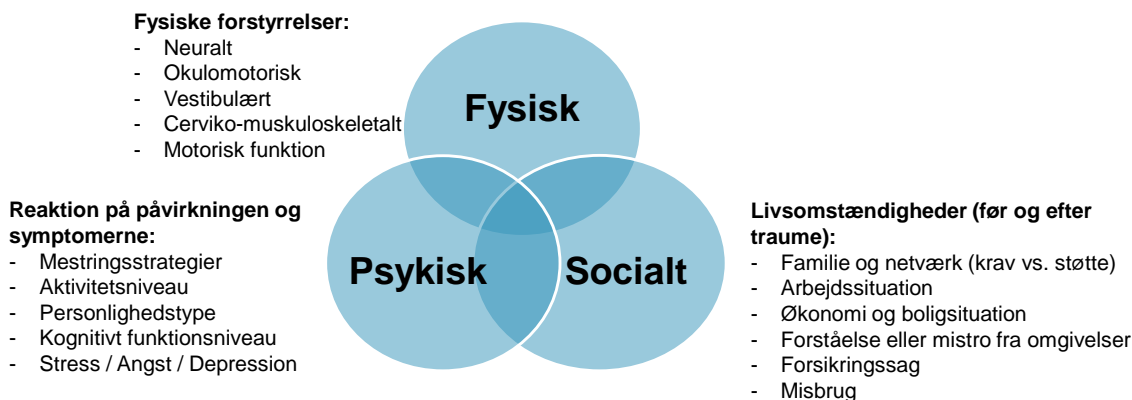 Fysiske forstyrrelser:
- Neuralt
- Okulomotorisk
- Vestibulært
- Cerviko-muskuloskeletalt
- Motorisk funktion
Fysisk
Reaktion på påvirkningen og
symptomerne:
- Mestringsstrategier
- Aktivitetsniveau
- Personlighedstype
- Kognitivt funktionsniveau
- Stress / Angst / Depression
Psykisk
Socialt
Livsomstændigheder (før og efter
traume):
- Familie og netværk (krav vs. støtte)
- Arbejdssituation
- Økonomi og boligsituation
- Forståelse eller mistro fra omgivelser
- Forsikringssag
- Misbrug